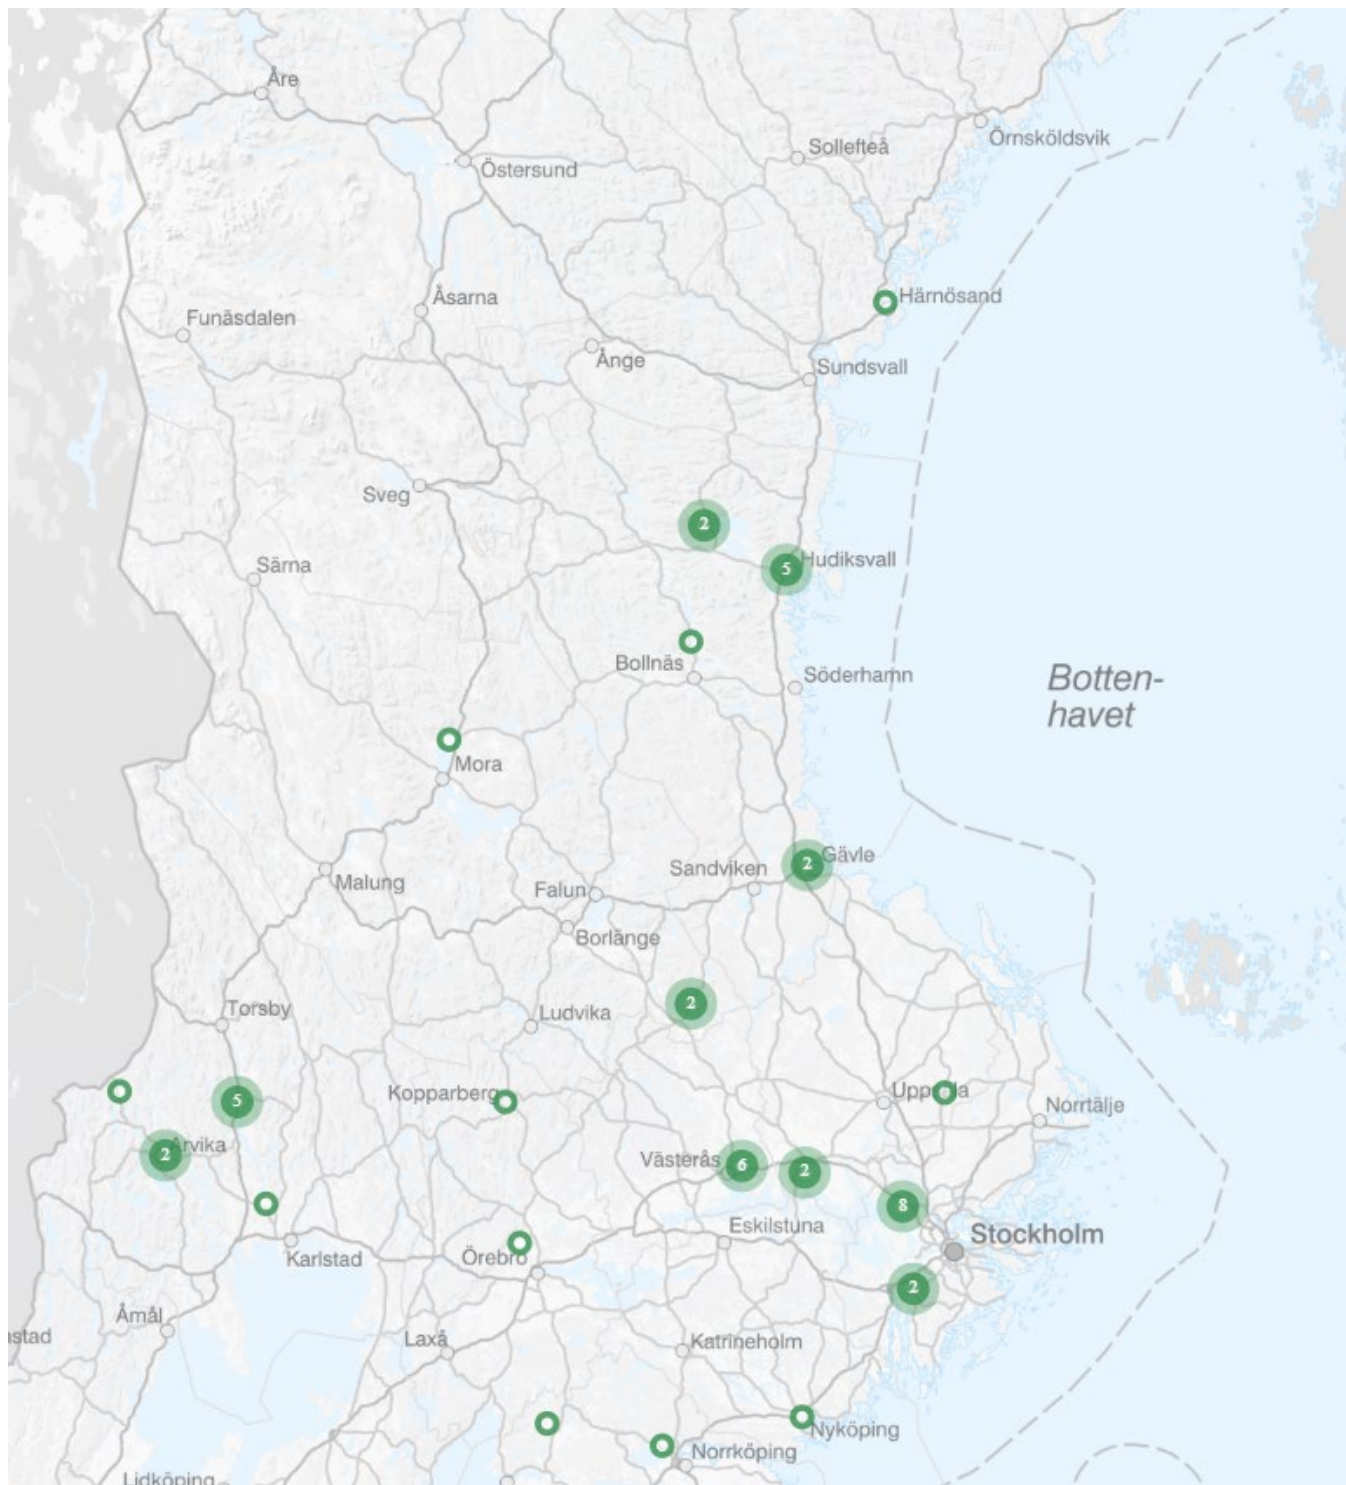 Åre
Örnsköldsvik
Sollefteå
Östersund
Härnösand
Åsarna
Funäsdalen
Ånge
Sundsvall
Sveg
2
Hudiksvall
5
Särna
Bollnäs
Söderhamn
Botten-
havet
Mora
Gävle
2
Sandviken
Malung
Falun
Borlänge
2
Torsby
Ludvika
Kopparberg
5
Norrtälje
Arvika
2
Västerås
6
2
8
Eskilstuna
Stockholm
Karlstad
Örebro
2
Åmål
nstad
Laxå
Katrineholm
Nyköping
Norrköping
Lidköping